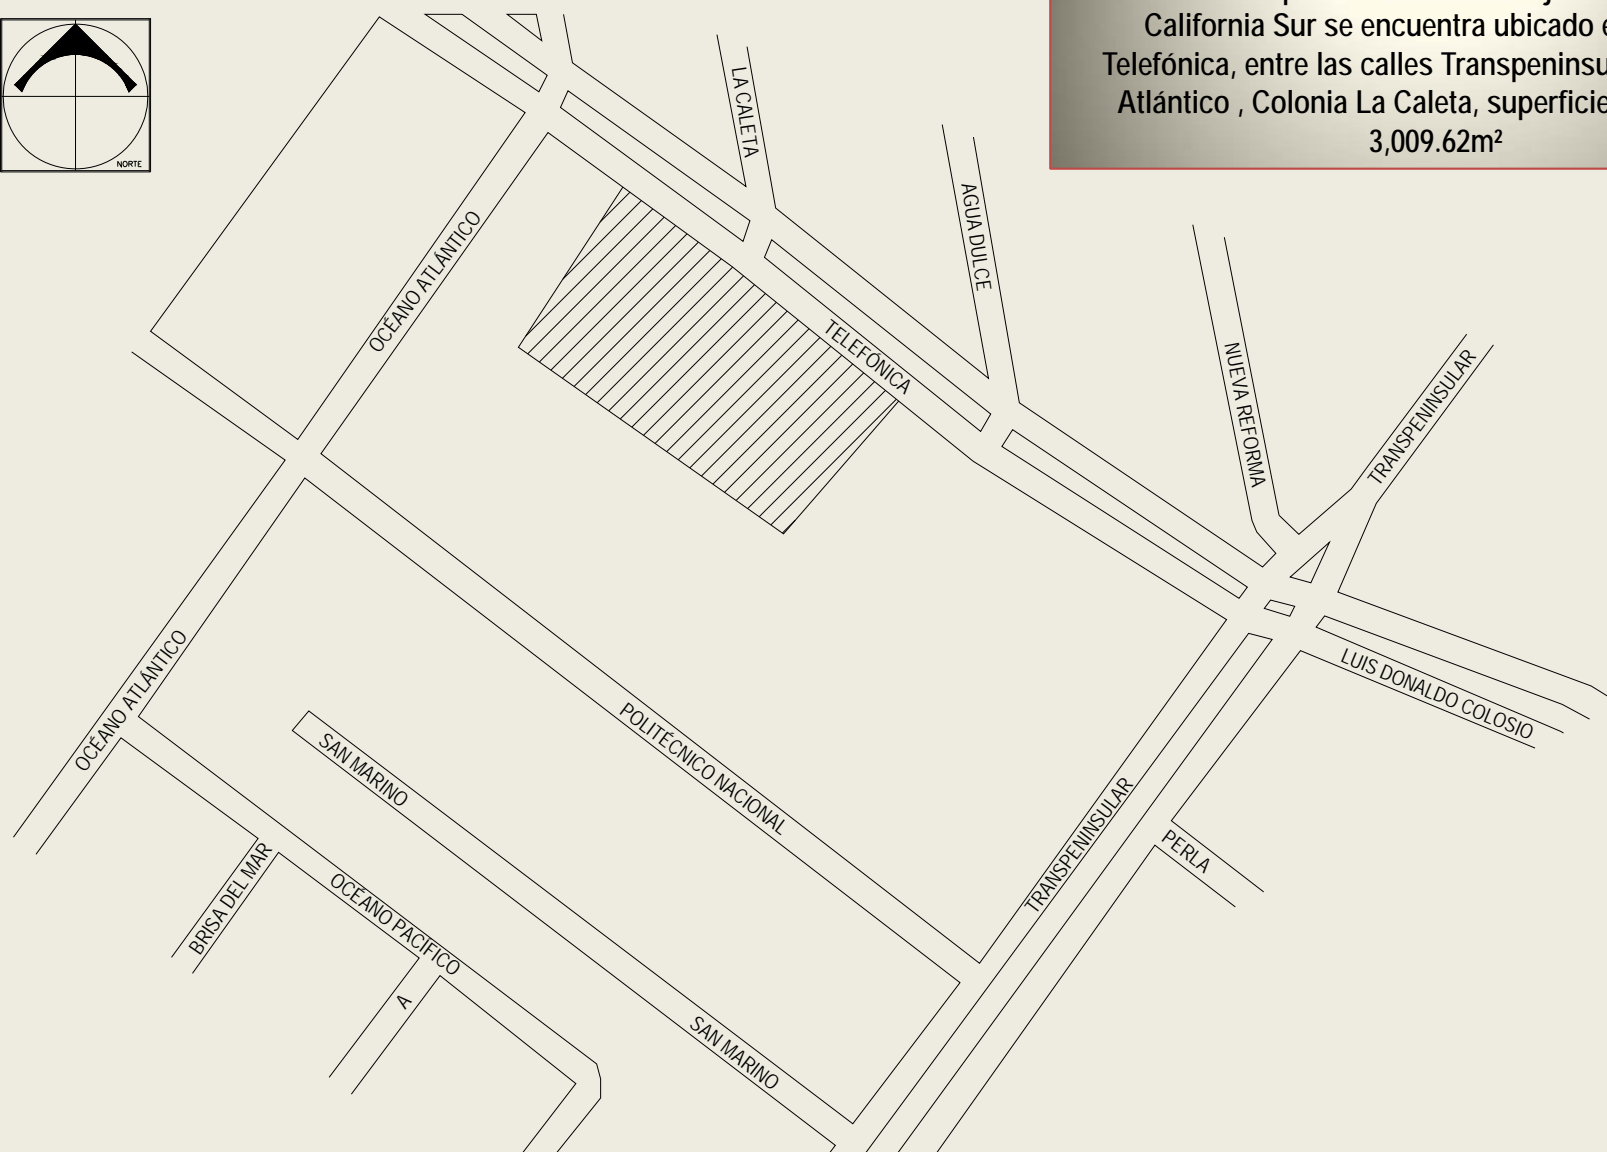 California Sur se encuentra ubicado
Telefónica, entre las calles
Atlántico , Colonia La Caleta, superficie
3,009.62m²
NORTE
LA CALETA
AGUA DULCE
OCÉANO ATLÁNTICO
TELEFÓNICA
NUEVA REFORMA
TRANSPENINSULAR
OCÉANO ATLÁNTICO
LUIS DONALDO COLOSIO
POLITÉCNICO NACIONAL
SAN MARINO
TRANSPENINSULAR
PERLA
BRISA DEL MAR
OCÉANO PACÍFICO
A
SAN MARINO